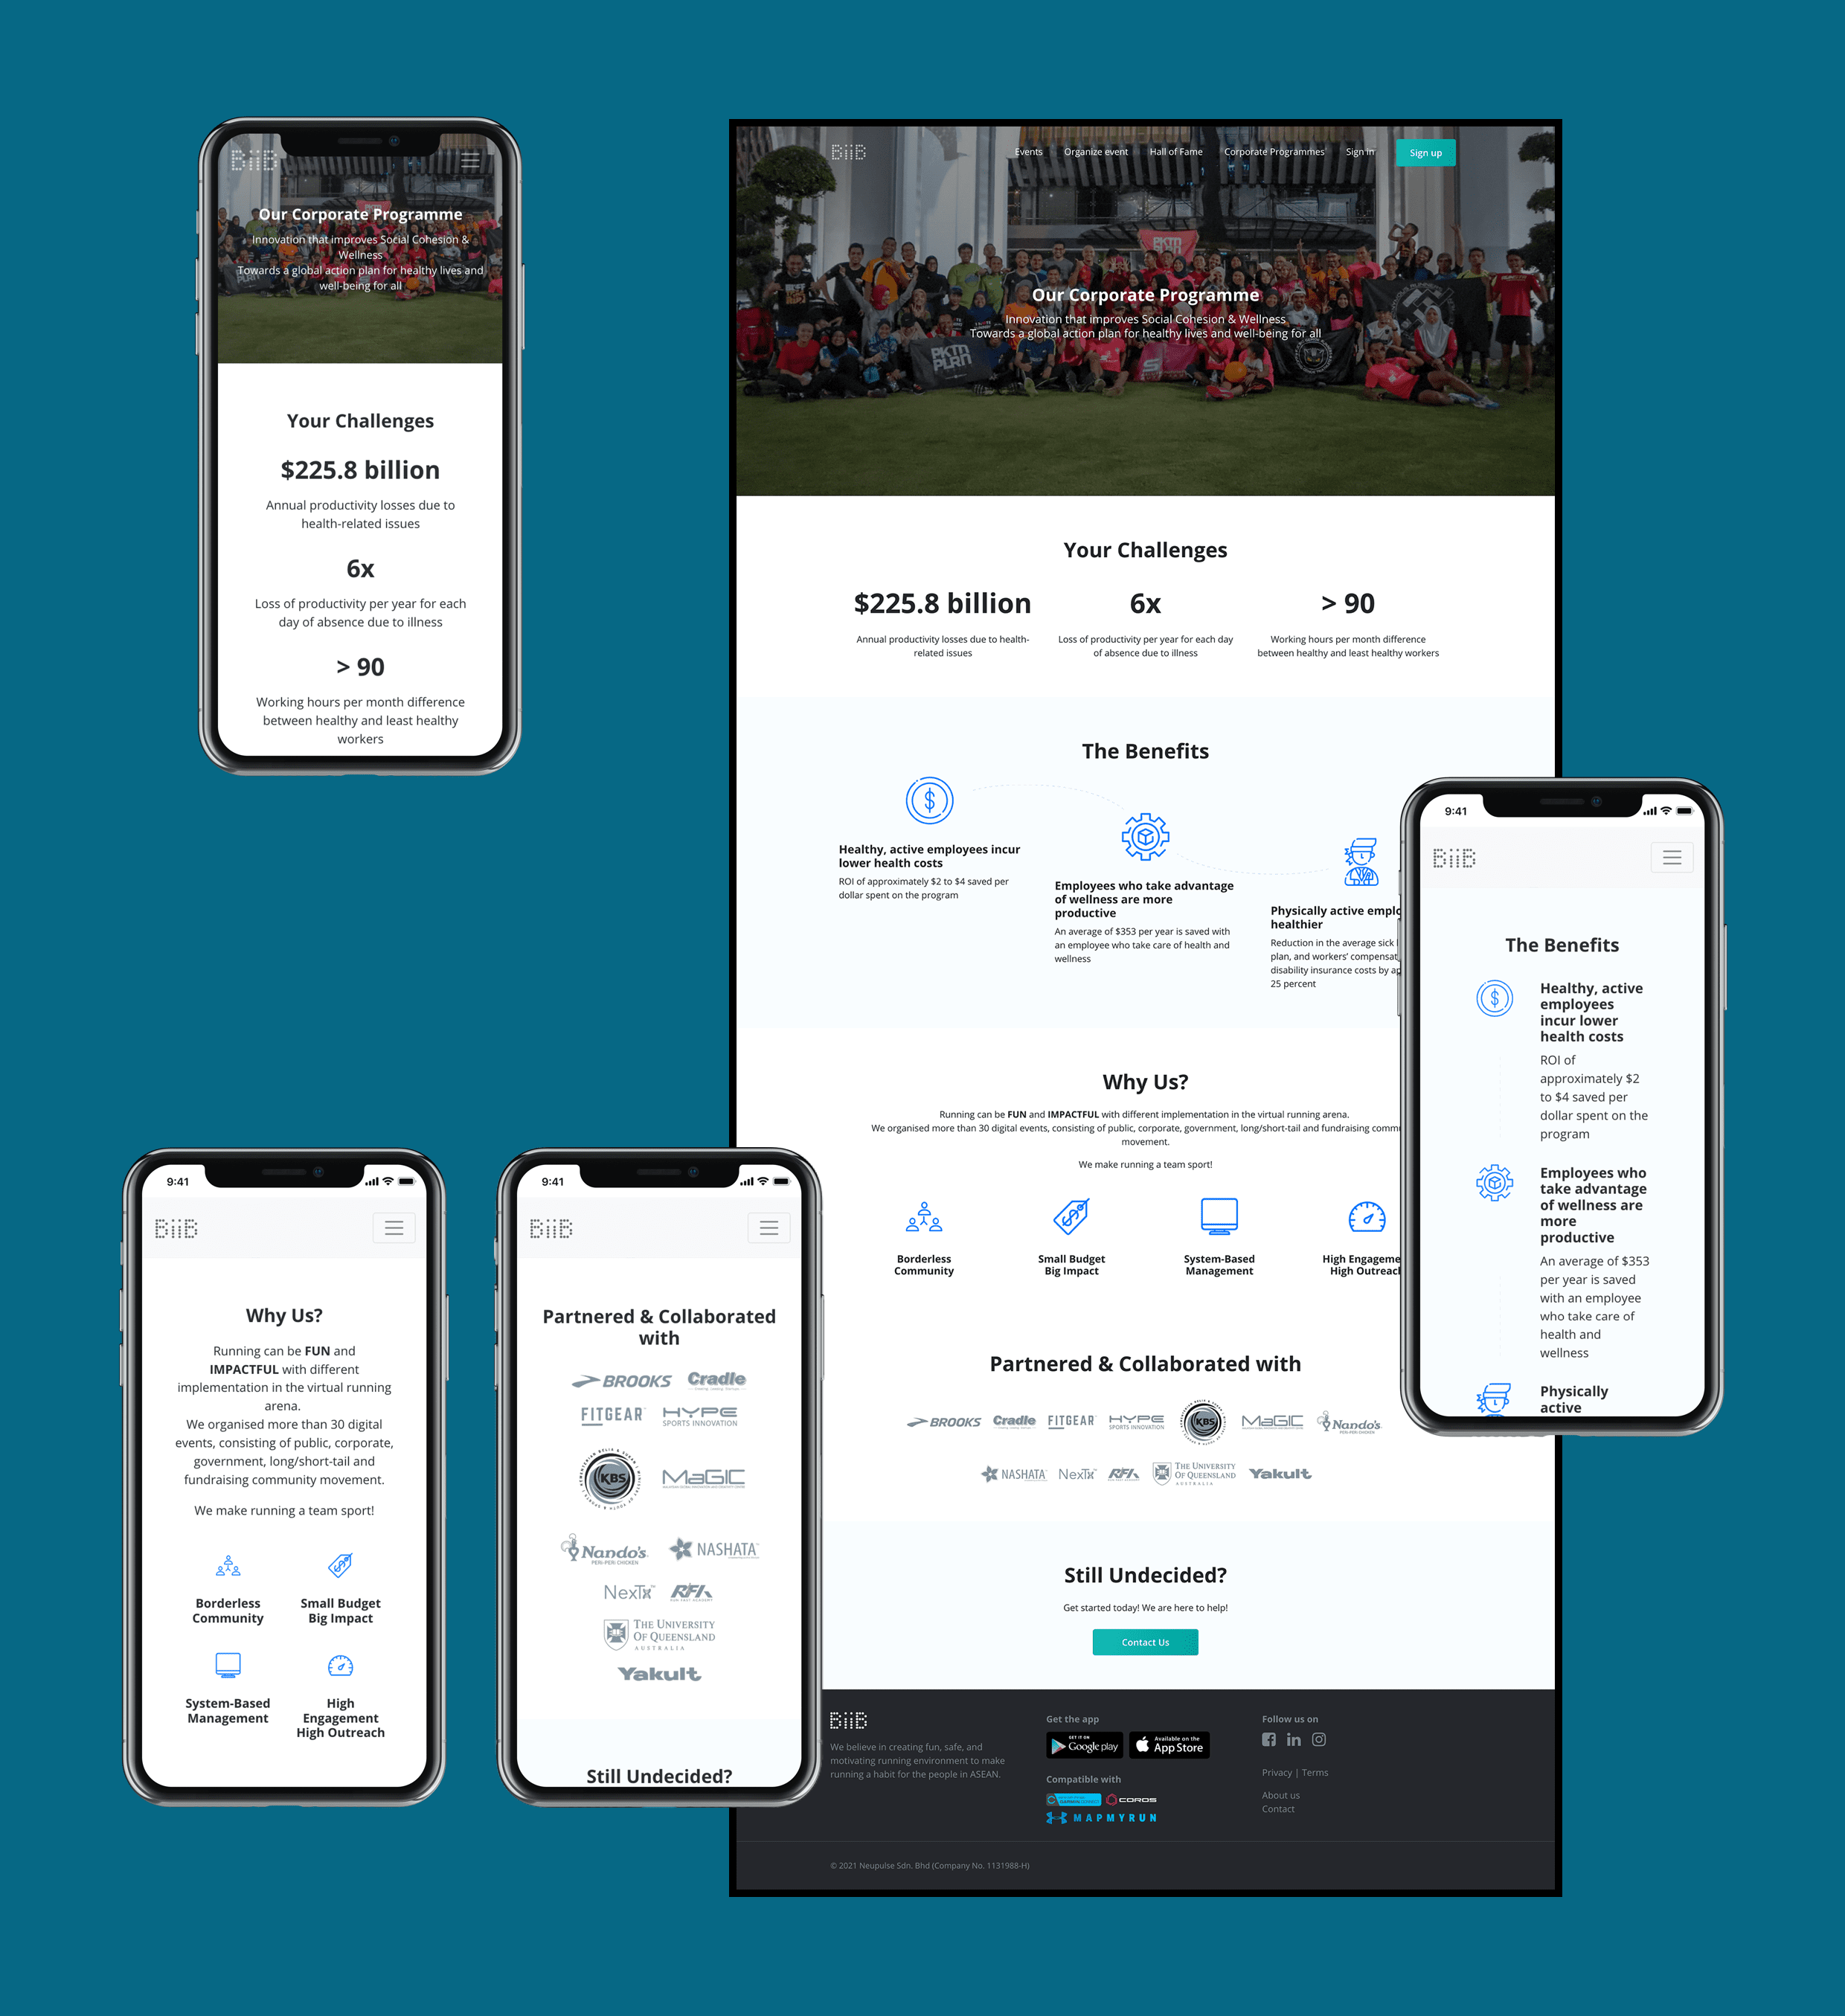 BiiB
Our Corporate Programme
Innovation that improves Social Cohesion &
Wellness
Towards a global action plan for healthy lives and
well-being for all
Your Challenges
$225.8 billion
Annual productivity losses due to
health-related issues
6x
Loss of productivity per year for each
day of absence due to illness
> 90
Working hours per month difference
between healthy and least healthy
workers
BiiB
Events Organize event Hall of Fame Corporate Programmes Sign in Sign up
PKTR
Our Corporate Programme
Innovation that improves Social Cohesion & Wellness
Towards a global action plan for healthy lives and well-being for all
PKTR
PLRN
Your Challenges
$225.8 billion
Annual productivity losses due to health-
related issues
6x
Loss of productivity per year for each day
of absence due to illness
> 90
Working hours per month difference
between healthy and least healthy workers
The Benefits
Healthy, active employees incur
lower health costs
ROI of approximately $2 to $4 saved per
dollar spent on the program
Employees who take advantage
of wellness are more
productive
An average of $353 per year is saved with
an employee who take care of health and
wellness
Physically active emplo
healthier
Reduction in the average sick
plan, and workers’ compensat
disability insurance costs by ap
25 percent
Why Us?
Running can be FUN and IMPACTFUL with different implementation in the virtual running arena.
We organised more than 30 digital events, consisting of public, corporate, government, long/short-tail and fundraising commu
movement.
We make running a team sport!
Borderless
Community
Small Budget
Big Impact
System-Based
Management
High Engageme
High Outreach
Partnered & Collaborated with
BROOKS Cradle FITGEAR HYPE SPORTS INNOVATION KBS MaGIC Nando's PERI-PERI CHICKEN
NASHATA NexTx RFA THE UNIVERSITY OF QUEENSLAND AUSTRALIA Yakult
Still Undecided?
Get started today! We are here to help!
Contact Us
BiiB
We believe in creating fun, safe, and
motivating running environment to make
running a habit for the people in ASEAN.
Get the app
GET IT ON
Google play
Available on the
App Store
Compatible with
COROS
MAPMYRUN
Follow us on
in
Privacy | Terms
About us
Contact
© 2021 Neupulse Sdn. Bhd (Company No. 1131988-H)
9:41
BiiB
The Benefits
Healthy, active
employees
incur lower
health costs
ROI of
approximately $2
to $4 saved per
dollar spent on the
program
Employees who
take advantage
of wellness are
more
productive
An average of $353
per year is saved
with an employee
who take care of
health and
wellness
Physically
active
9:41
BiiB
Why Us?
Running can be FUN and
IMPACTFUL with different
implementation in the virtual running
arena.
We organised more than 30 digital
events, consisting of public, corporate,
government, long/short-tail and
fundraising community movement.
We make running a team sport!
Borderless
Community
Small Budget
Big Impact
System-Based
Management
High
Engagement
High Outreach
9:41
BiiB
Partnered & Collaborated
with
BROOKS
Cradle
FITGEAR
HYPE
SPORTS INNOVATION
KBS
MaGIC
Nando's
PERI-PERI CHICKEN
NASHATA
NexTx
RFA
THE UNIVERSITY
OF QUEENSLAND
AUSTRALIA
Yakult
Still Undecided?